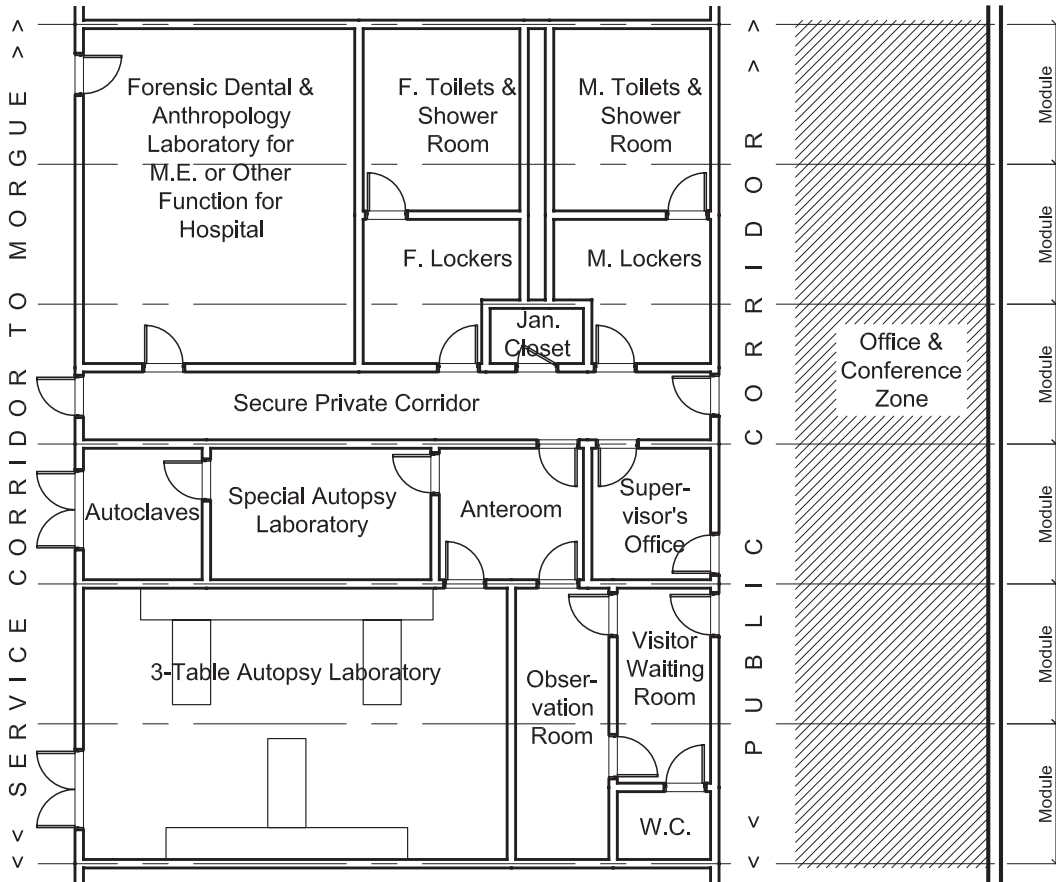 < < SERVICE CORRIDOR TO MORGUE > >
Forensic Dental &
Anthropology
Laboratory for
M.E. or Other
Function for
Hospital
F. Toilets &
Shower
Room
M. Toilets &
Shower
Room
F. Lockers
M. Lockers
Jan.
Closet
Secure Private Corridor
Autoclaves
Special Autopsy
Laboratory
Anteroom
Super-
visor's
Office
3-Table Autopsy Laboratory
Obser-
vation
Room
Visitor
Waiting
Room
W.C.
< < PUBLIC CORRIDOR > >
Office &
Conference
Zone
Module
Module
Module
Module
Module
Module